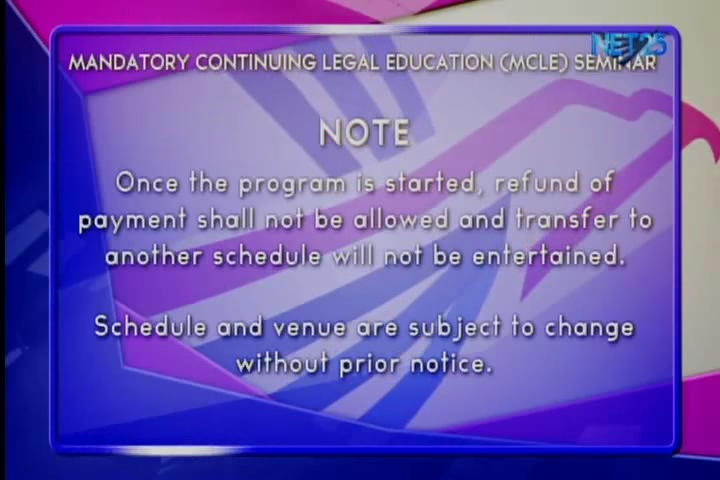 NET25
MANDATORY CONTINUING LEGAL EDUCATION (MCLE) SEMINAR
NOTE
Once the program is started, refund of
payment shall not be allowed and transfer to
another schedule will not be entertained.
Schedule and venue are subject to change
without prior notice.